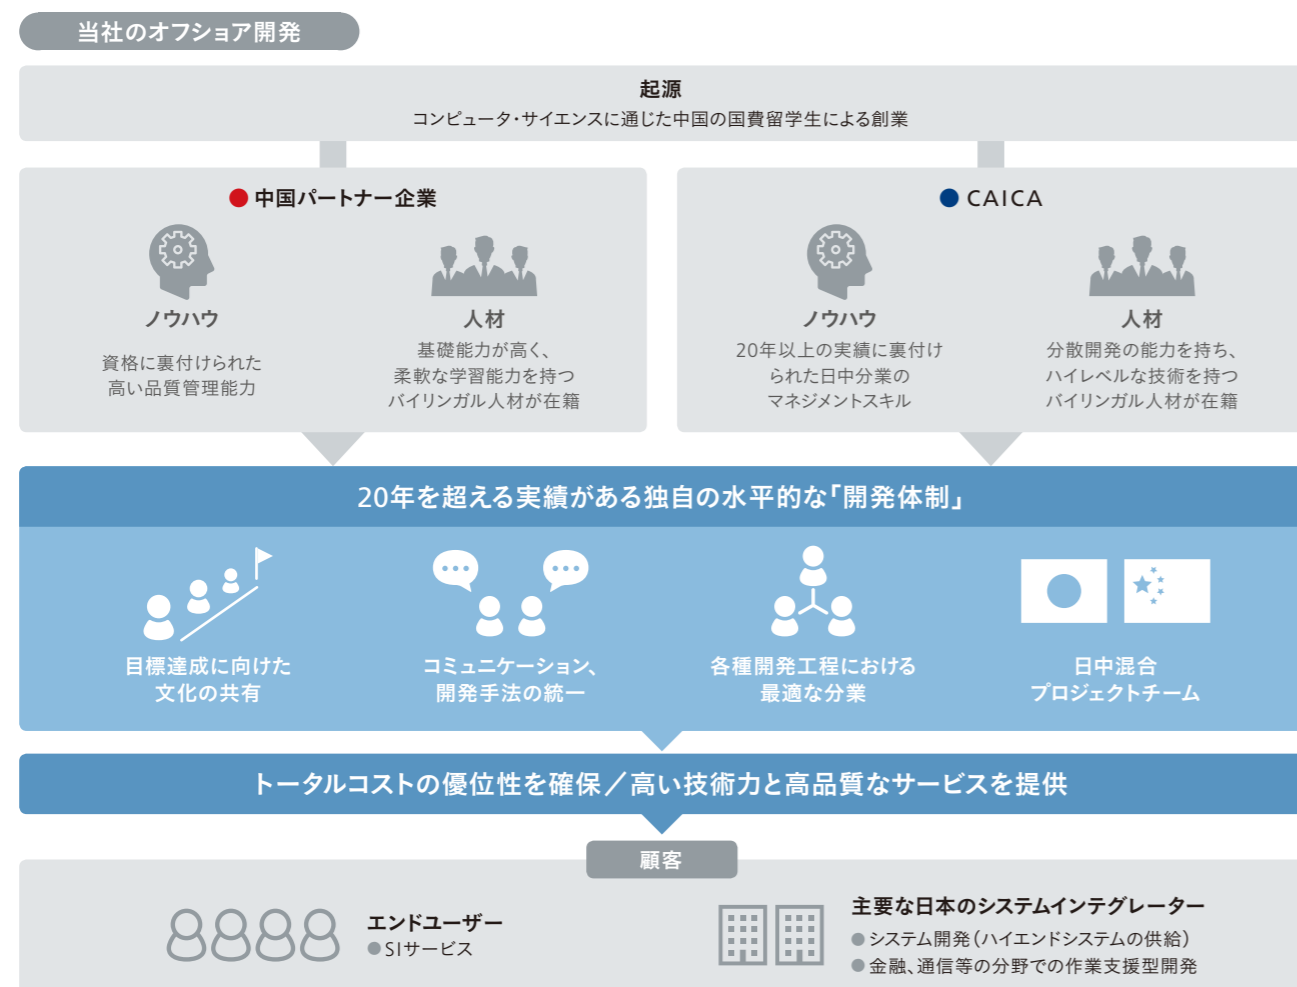 当社のオフショア開発
起源
コンピュータ・サイエンスに通じた中国の国費留学生による創業
中国パートナー企業
ノウハウ
資格に裏付けられた
高い品質管理能力
人材
基礎能力が高く、
柔軟な学習能力を持つ
バイリンガル人材が在籍
CAICA
ノウハウ
20年以上の実績に裏付け
られた日中分業の
マネジメントスキル
人材
分散開発の能力を持ち、
ハイレベルな技術を持つ
バイリンガル人材が在籍
20年を超える実績がある独自の水平的な「開発体制」
目標達成に向けた
文化の共有
コミュニケーション、
開発手法の統一
各種開発工程における
最適な分業
日中混合
プロジェクトチーム
トータルコストの優位性を確保／高い技術力と高品質なサービスを提供
顧客
エンドユーザー
●SIサービス
主要な日本のシステムインテグレーター
●システム開発（ハイエンドシステムの供給）
●金融、通信等の分野での作業支援型開発